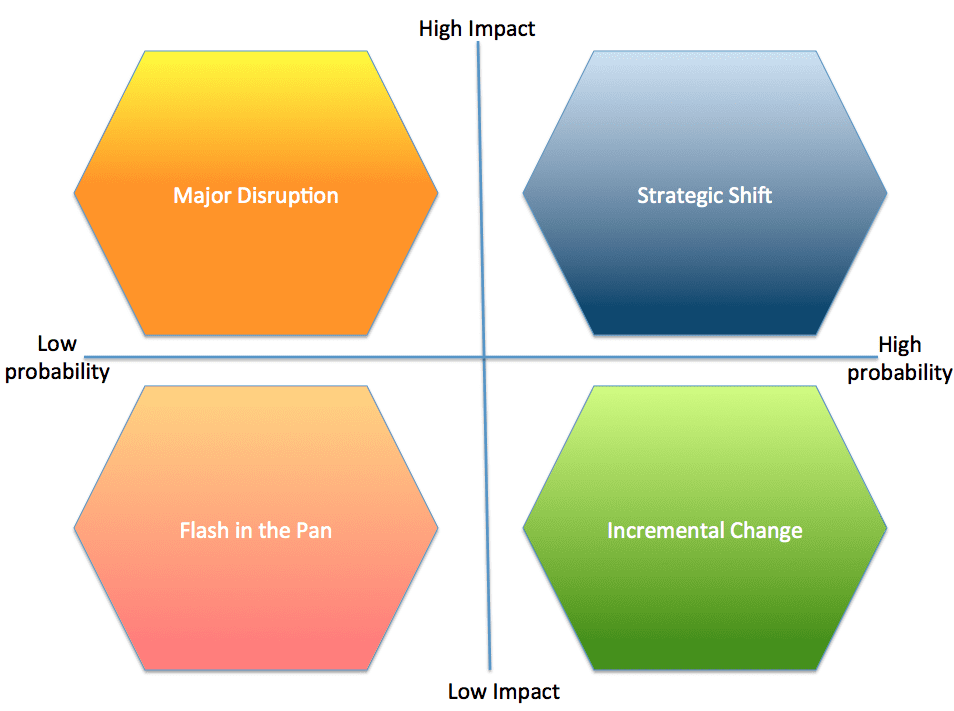 High Impact
Major Disruption
Strategic Shift
Low
probability
High
probability
Flash in the Pan
Incremental Change
Low Impact